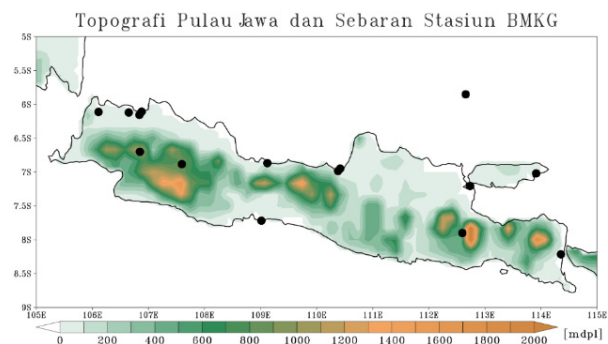 Topografi Pulau Jawa dan Sebaran Stasiun BMKG
5S
5.5S
6S
6.5S
7S
7.5S
8S
8.5S
9S
105E 106E 107E 108E 109E 110E 111E 112E 113E 114E 115E
0 200 400 600 800 1000 1200 1400 1600 1800 2000 [mdpl]